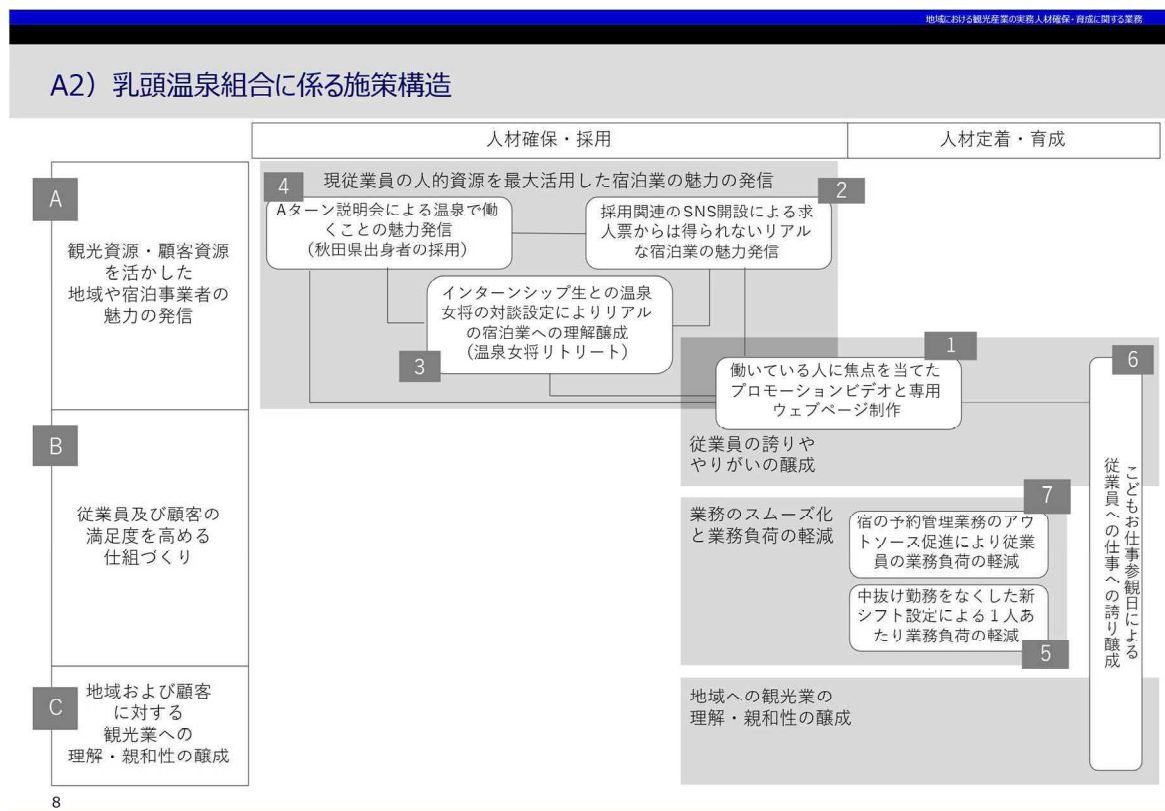 地域における観光産業の実務人材確保・育成に関する業務
A2）乳頭温泉組合に係る施策構造
人材確保・採用
人材定着・育成
A
観光資源・顧客資源
を活かした
地域や宿泊事業者の
魅力の発信
現従業員の人的資源を最大活用した宿泊業の魅力の発信
4
Aターン説明会による温泉で働
くことの魅力発信
（秋田県出身者の採用）
2
採用関連のSNS開設による求
人票からは得られないリアル
な宿泊業の魅力発信
インターンシップ生との温泉
女将の対談設定によりリアル
の宿泊業への理解醸成
（温泉女将リトリート）
3
1
働いている人に焦点を当てた
プロモーションビデオと専用
ウェブページ制作
従業員の誇りや
やりがいの醸成
6
こどもお仕事参観日による
従業員への仕事への誇り醸成
B
従業員及び顧客の
満足度を高める
仕組づくり
業務のスムーズ化
と業務負荷の軽減
7
宿の予約管理業務のアウ
トソース促進により従業
員の業務負荷の軽減
中抜け勤務をなくした新
シフト設定による１人あ
たり業務負荷の軽減
5
C
地域および顧客
に対する
観光業への
理解・親和性の醸成
地域への観光業の
理解・親和性の醸成
8